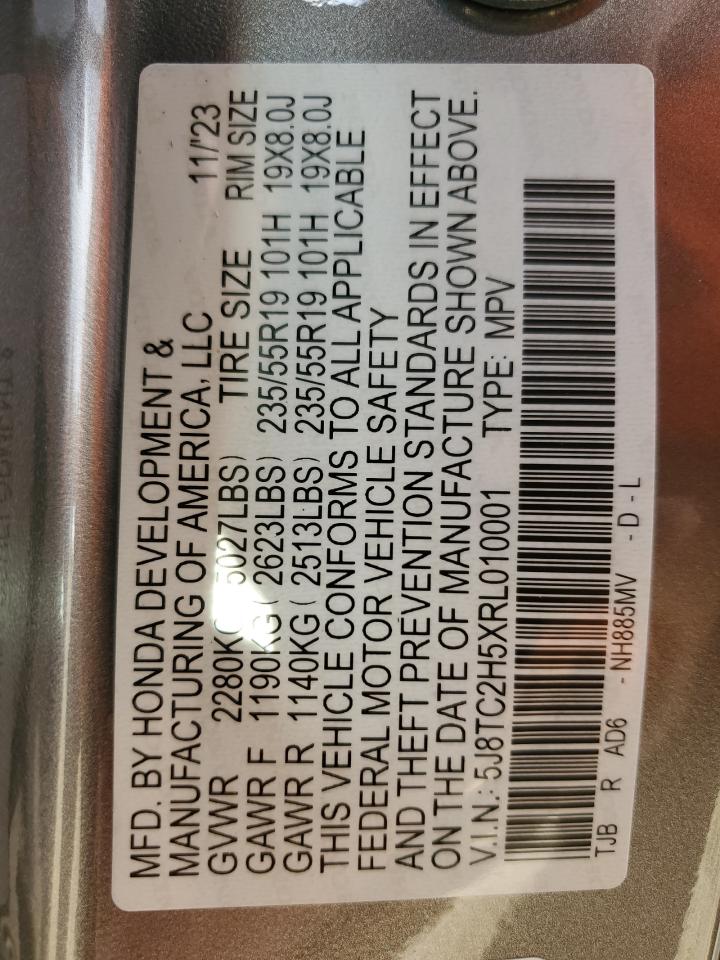 MFD. BY HONDA DEVELOPMENT &
MANUFACTURING OF AMERICA, LLC 11/'23
GVWR 2280KG 5027LBS) TIRE SIZE RIM SIZE
GAWR F 1190KG ( 2623LBS) 235/55R19 101H 19X8.0J
GAWR R 1140KG ( 2513LBS) 235/55R19 101H 19X8.0J
THIS VEHICLE CONFORMS TO ALL APPLICABLE
FEDERAL MOTOR VEHICLE SAFETY
AND THEFT PREVENTION STANDARDS IN EFFECT
ON THE DATE OF MANUFACTURE SHOWN ABOVE.
V.I.N.: 5J8TC2H5XRL010001 TYPE: MPV
TJB R AD6 - NH885MV - D - L